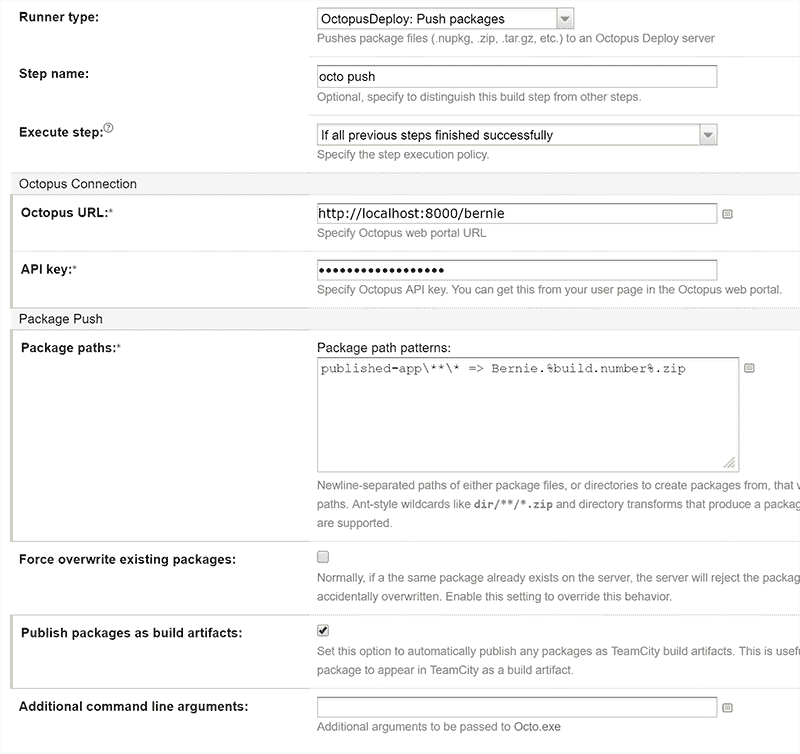 Runner type:
OctopusDeploy: Push packages
Pushes package files (.nupkg, .zip, .tar.gz, etc.) to an Octopus Deploy server
Step name:
octo push
Optional, specify to distinguish this build step from other steps.
Execute step:
If all previous steps finished successfully
Specify the step execution policy.
Octopus Connection
Octopus URL:*
http://localhost:8000/bernie
Specify Octopus web portal URL
API key:*
••••••••••••••••••
Specify Octopus API key. You can get this from your user page in the Octopus web portal.
Package Push
Package paths:*
Package path patterns:
published-app\**\* => Bernie.%build.number%.zip
Newline-separated paths of either package files, or directories to create packages from, that
paths. Ant-style wildcards like dir/**/*.zip and directory transforms that produce a packag
are supported.
Force overwrite existing packages:
Normally, if a the same package already exists on the server, the server will reject the packag
accidentally overwritten. Enable this setting to override this behavior.
Publish packages as build artifacts:
Set this option to automatically publish any packages as TeamCity build artifacts. This is usef
package to appear in TeamCity as a build artifact.
Additional command line arguments:
Additional arguments to be passed to Octo.exe